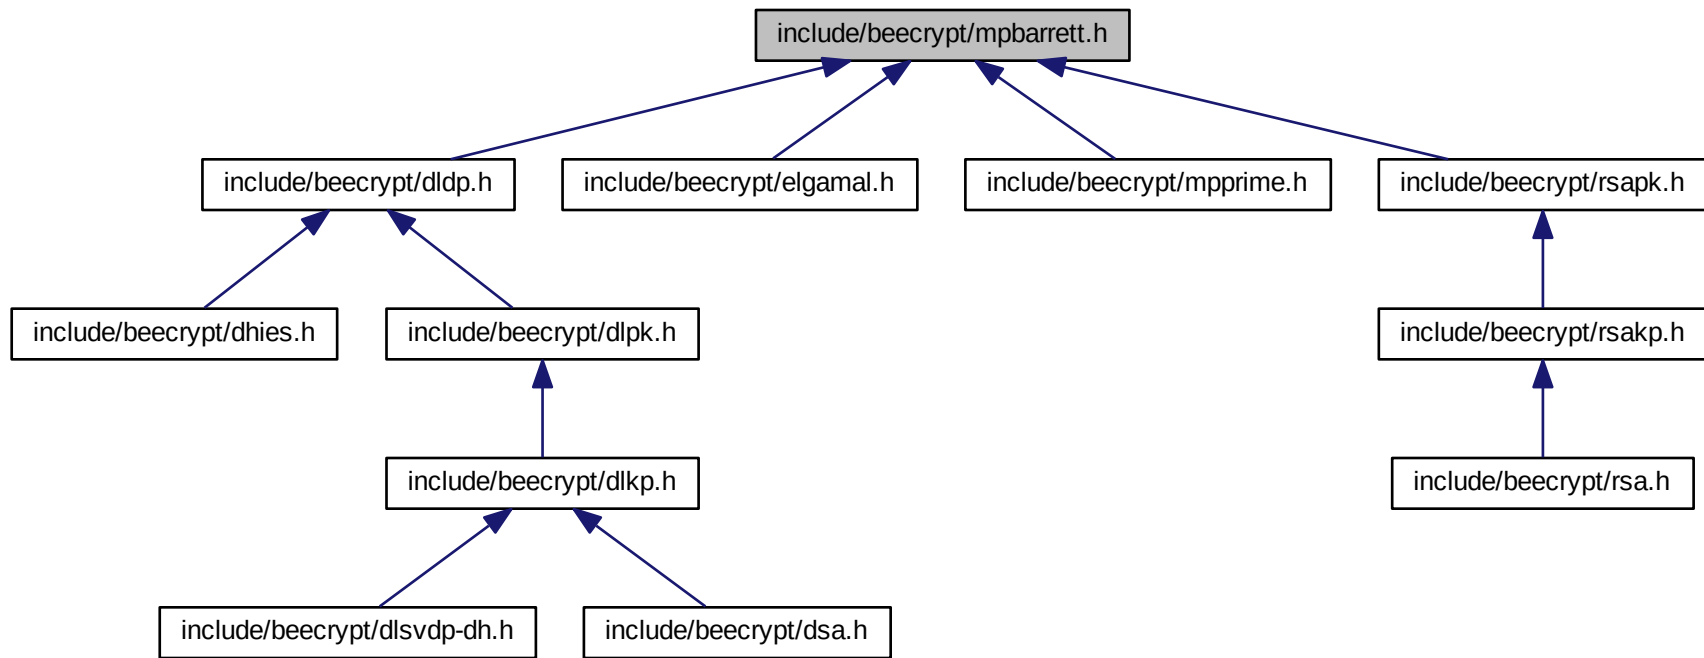 include/beecrypt/mpbarrett.h
include/beecrypt/dldp.h
include/beecrypt/elgamal.h
include/beecrypt/mpprime.h
include/beecrypt/rsapk.h
include/beecrypt/dhies.h
include/beecrypt/dlpk.h
include/beecrypt/rsakp.h
include/beecrypt/dlkp.h
include/beecrypt/rsa.h
include/beecrypt/dlsvdp-dh.h
include/beecrypt/dsa.h